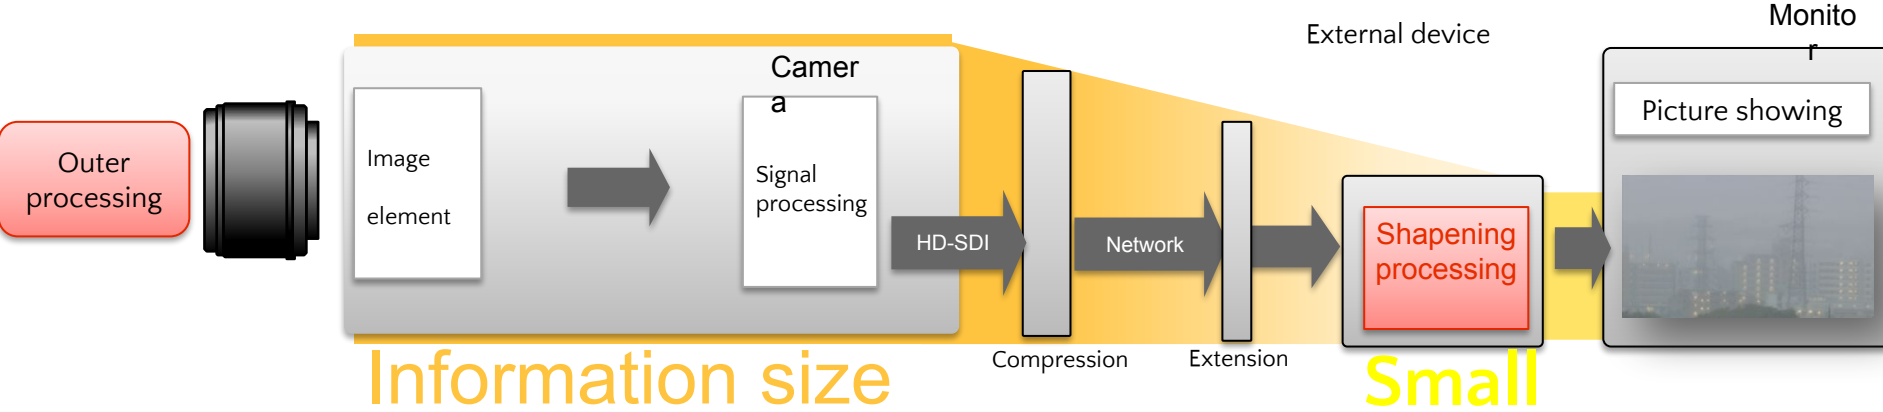 Outer
processing
Image
element
Camer
a
Signal
processing
HD-SDI
Compression
Network
Extension
External device
Shapening
processing
Monito
r
Picture showing
Information size
Small